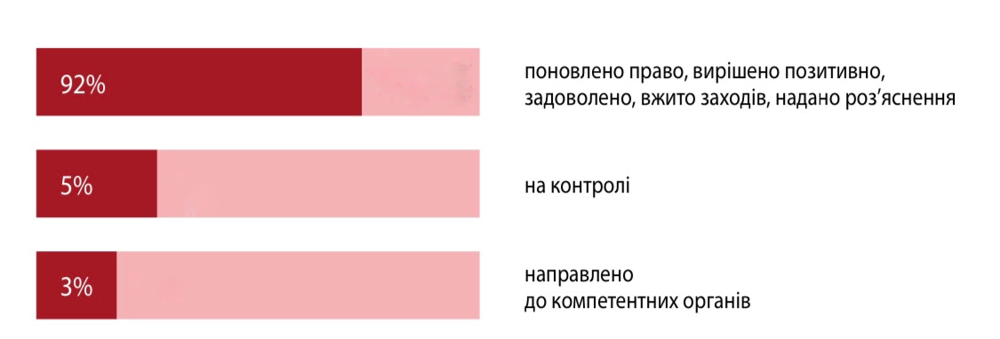 92%
поновлено право, вирішено позитивно,
задоволено, вжито заходів, надано роз’яснення
5%
на контролі
3%
направлено
до компетентних органів